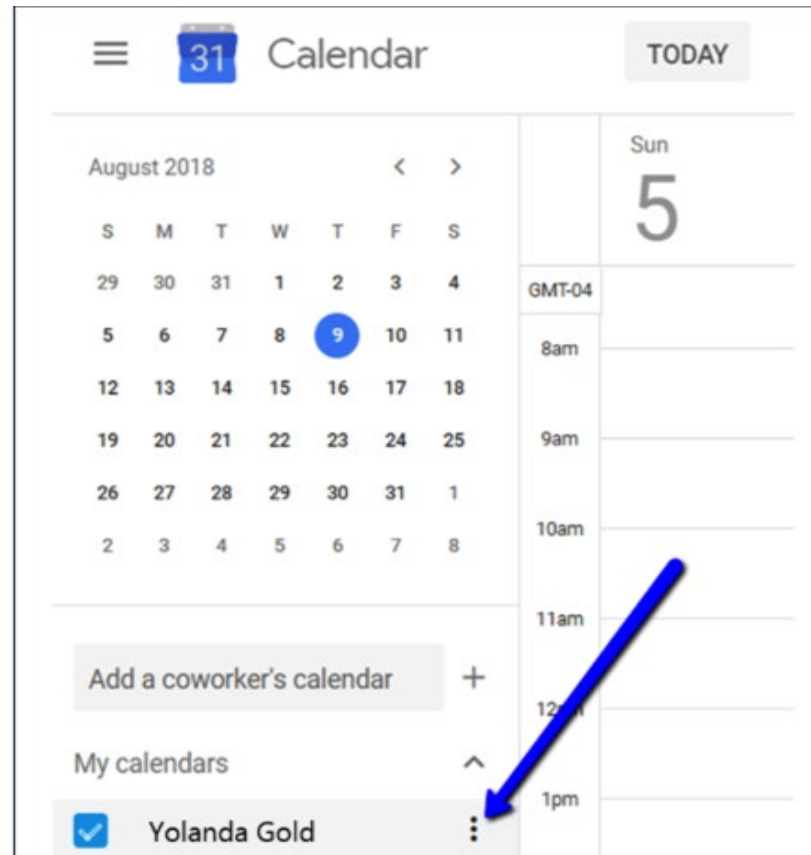 31 Calendar TODAY
August 2018
S M T W T F S
29 30 31 1 2 3 4
5 6 7 8 9 10 11
12 13 14 15 16 17 18
19 20 21 22 23 24 25
26 27 28 29 30 31 1
2 3 4 5 6 7 8
Add a coworker's calendar
My calendars
Yolanda Gold
Sun
5
GMT-04
8am
9am
10am
11am
1pm